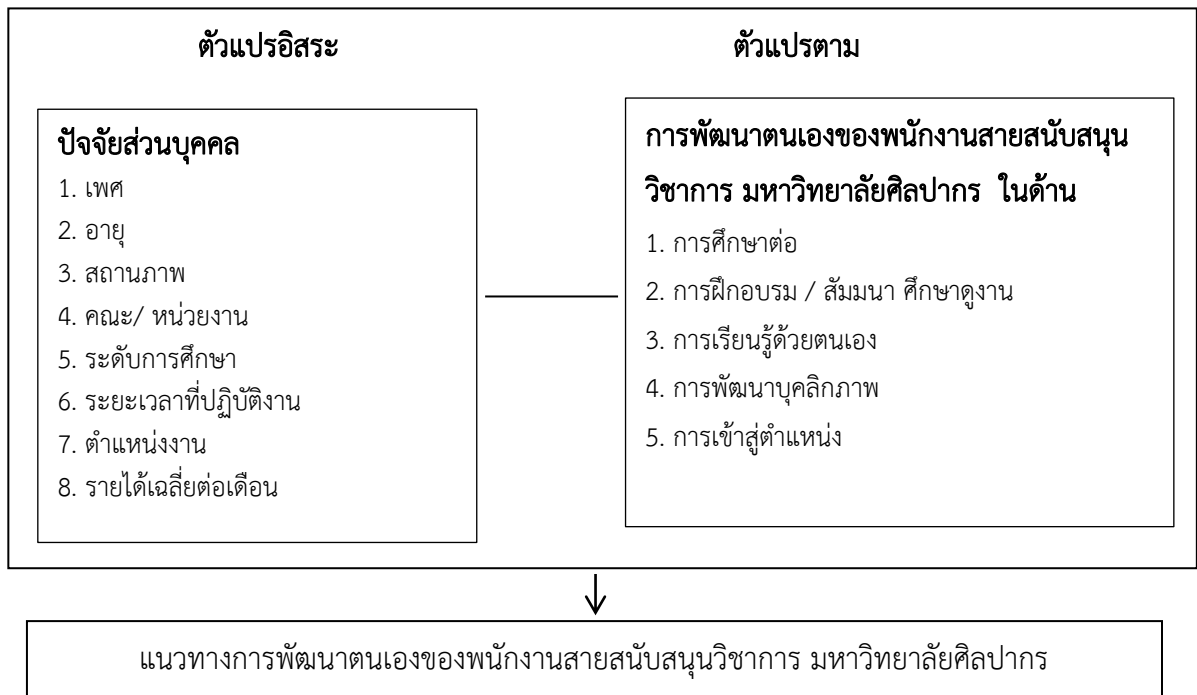 ตัวแปรอิสระ
ตัวแปรตาม
ปัจจัยส่วนบุคคล
1. เพศ
2. อายุ
3. สถานภาพ
4. คณะ/ หน่วยงาน
5. ระดับการศึกษา
6. ระยะเวลาที่ปฏิบัติงาน
7. ตำแหน่งงาน
8. รายได้เฉลี่ยต่อเดือน
การพัฒนาตนเองของพนักงานสายสนับสนุน
วิชาการ มหาวิทยาลัยศิลปากร ในด้าน
1. การศึกษาต่อ
2. การฝึกอบรม / สัมมนา ศึกษาดูงาน
3. การเรียนรู้ด้วยตนเอง
4. การพัฒนาบุคลิกภาพ
5. การเข้าสู่ตำแหน่ง
แนวทางการพัฒนาตนเองของพนักงานสายสนับสนุนวิชาการ มหาวิทยาลัยศิลปากร